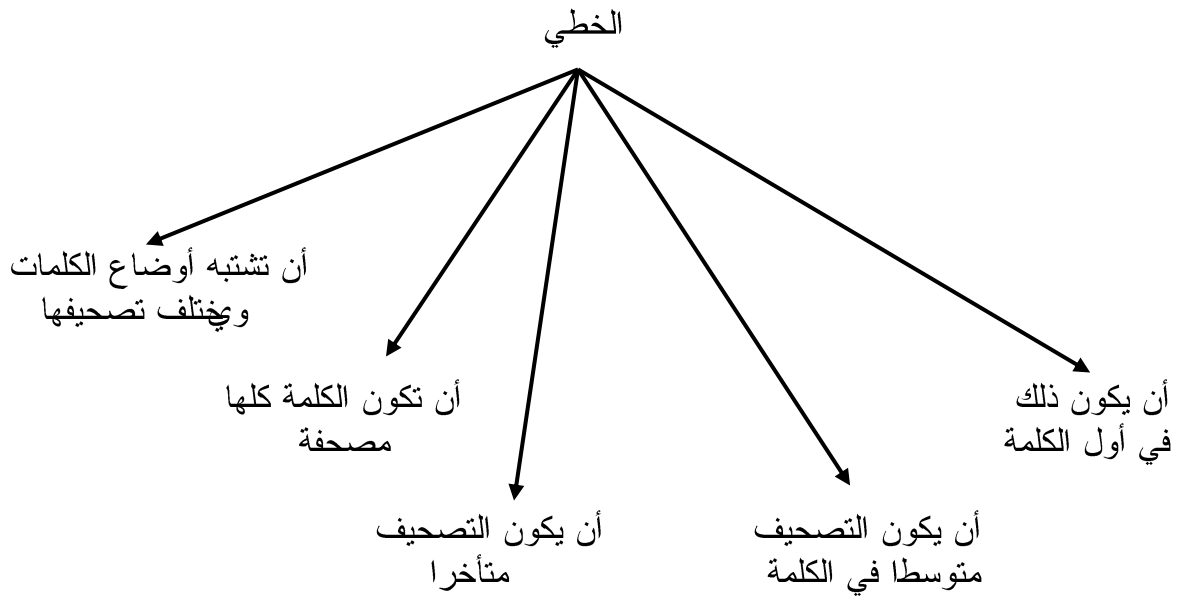 الخطي
أن يكون ذلك
في أول الكلمة
أن يكون التصحيف
متوسطا في الكلمة
أن يكون التصحيف
متأخرا
أن تكون الكلمة كلها
مصحفة
أن تشتبه أوضاع الكلمات
ويختلف تصحيفها